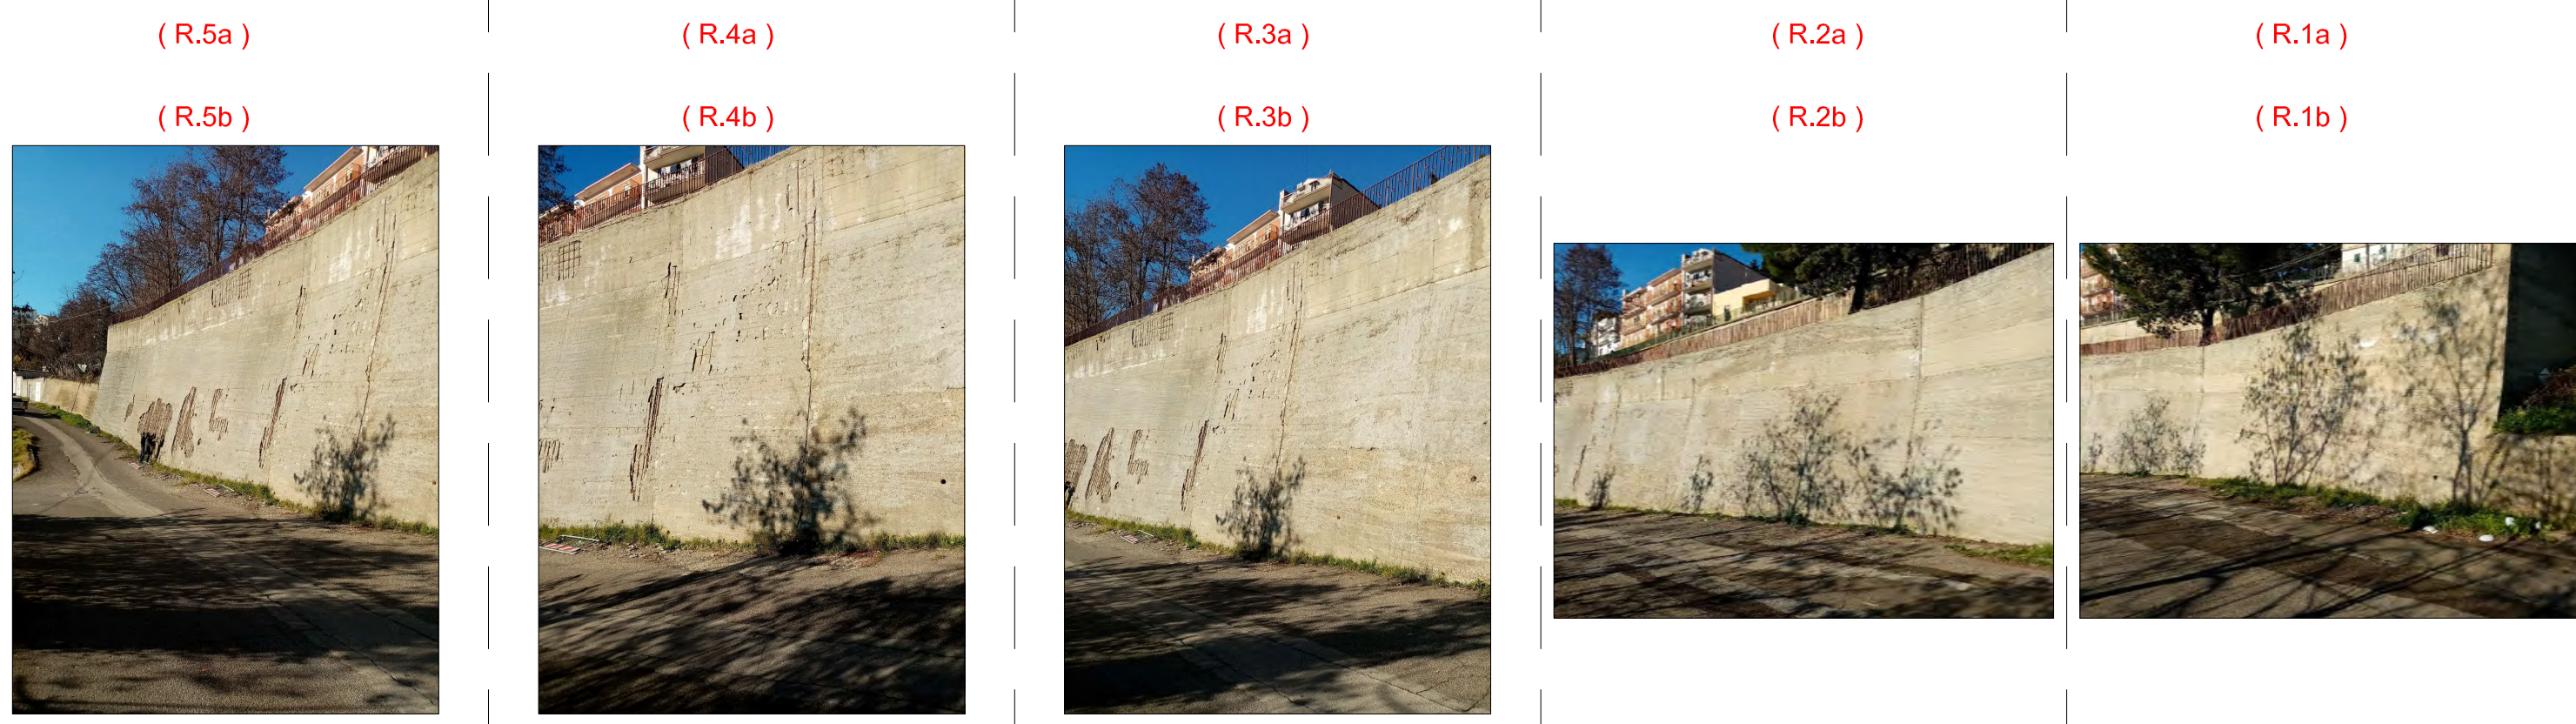 ( R.5a ) ( R.4a ) ( R.3a ) ( R.2a ) ( R.1a )
( R.5b ) ( R.4b ) ( R.3b ) ( R.2b ) ( R.1b )